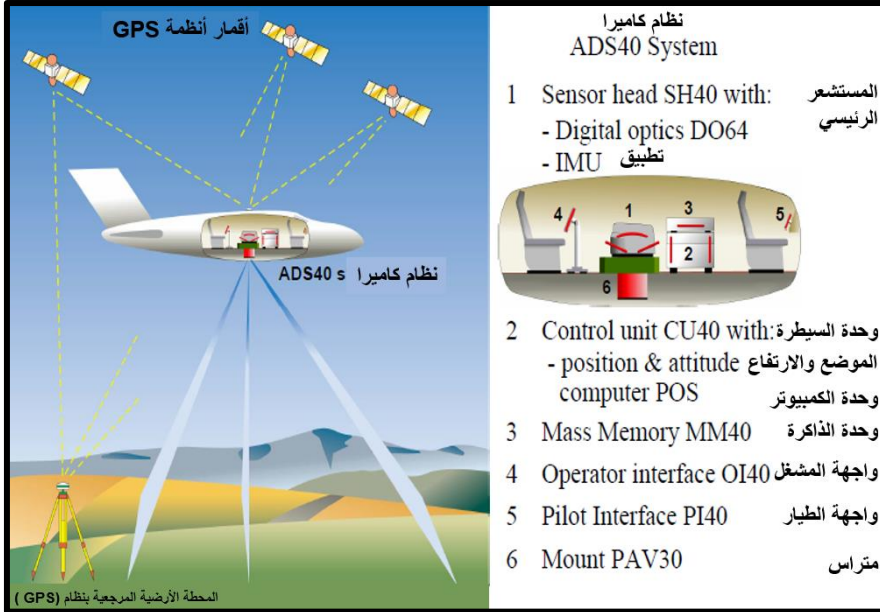 أقمار أنظمة GPS
نظام كاميرا ADS40 s
المحطة الأرضية المرجعية بنظام (GPS )
نظام كاميرا
ADS40 System
1 Sensor head SH40 with: المستشعر
- Digital optics DO64 الرئيسي
- IMU تطبيق
4 1 3 5
2
6
2 Control unit CU40 with: وحدة السيطرة
- position & attitude الموضع والارتفاع
computer POS وحدة الكمبيوتر
3 Mass Memory MM40 وحدة الذاكرة
4 Operator interface OI40 واجهة المشغل
5 Pilot Interface PI40 واجهة الطيار
6 Mount PAV30 متراس